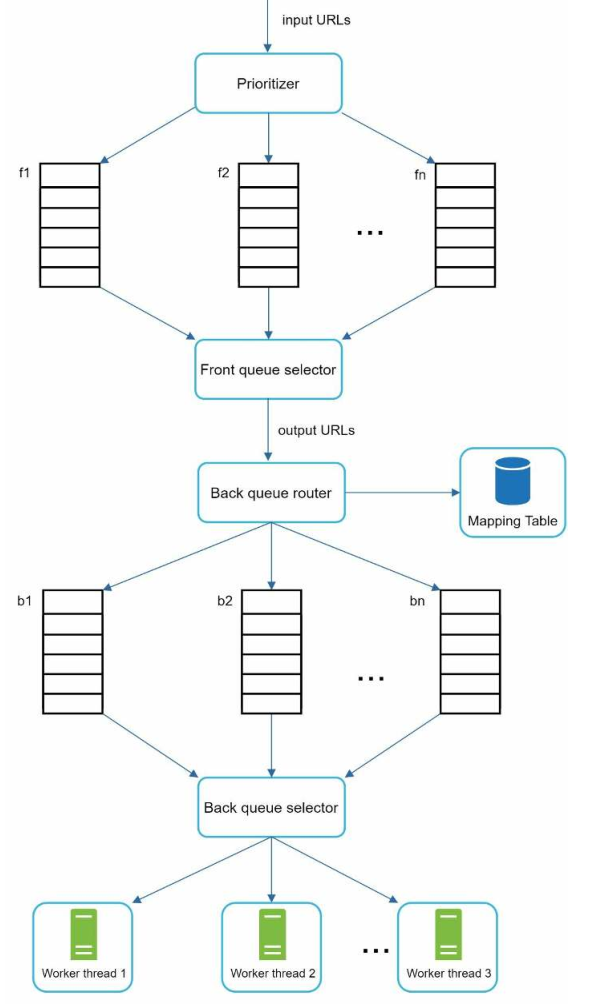 input URLs
Prioritizer
f1
f2
fn
...
Front queue selector
output URLs
Back queue router
Mapping Table
b1
b2
bn
...
Back queue selector
...
Worker thread 1
Worker thread 2
Worker thread 3